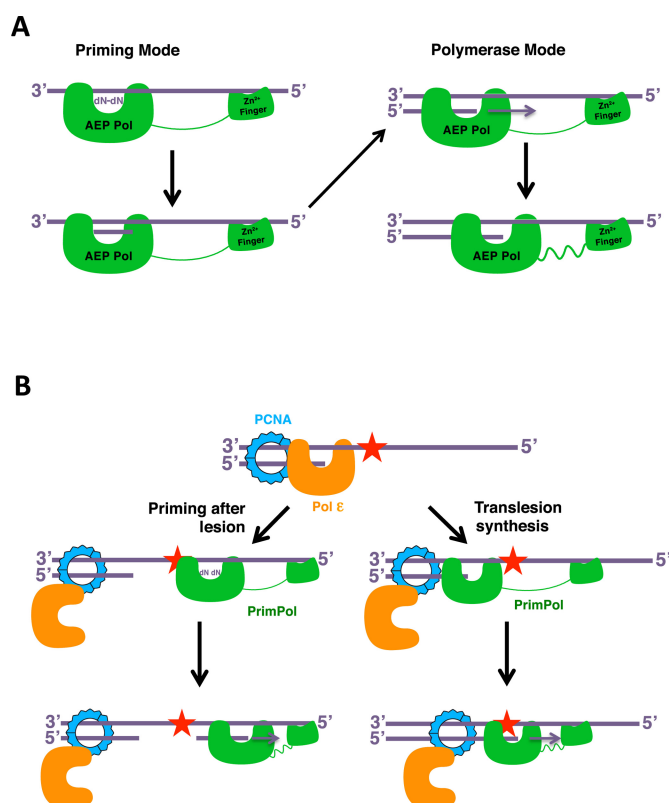 A
Priming Mode
Polymerase Mode
3’ dN-dN 5’
AEP Pol
Zn²⁺
Finger
3’ 5’
5’
AEP Pol
Zn²⁺
Finger
3’ 5’
AEP Pol
Zn²⁺
Finger
3’ 5’
5’
AEP Pol
Zn²⁺
Finger
B
PCNA
3’ 5’
5’
Pol ε
Priming after
lesion
Translesion
synthesis
3’ 5’
5’ dN dN
PrimPol
3’ 5’
5’
PrimPol
3’ 5’
5’
3’ 5’
5’